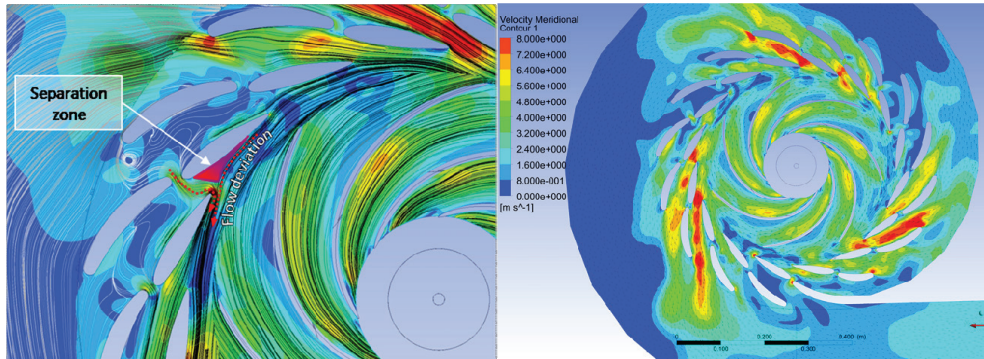 Separation
zone
Flow deviation
Velocity Meridional
Contour 1
8.000e+000
7.200e+000
6.400e+000
5.600e+000
4.800e+000
4.000e+000
3.200e+000
2.400e+000
1.600e+000
8.000e-001
0.000e+000
[m s^-1]
0 0.200 0.400 (m)
0.100 0.300